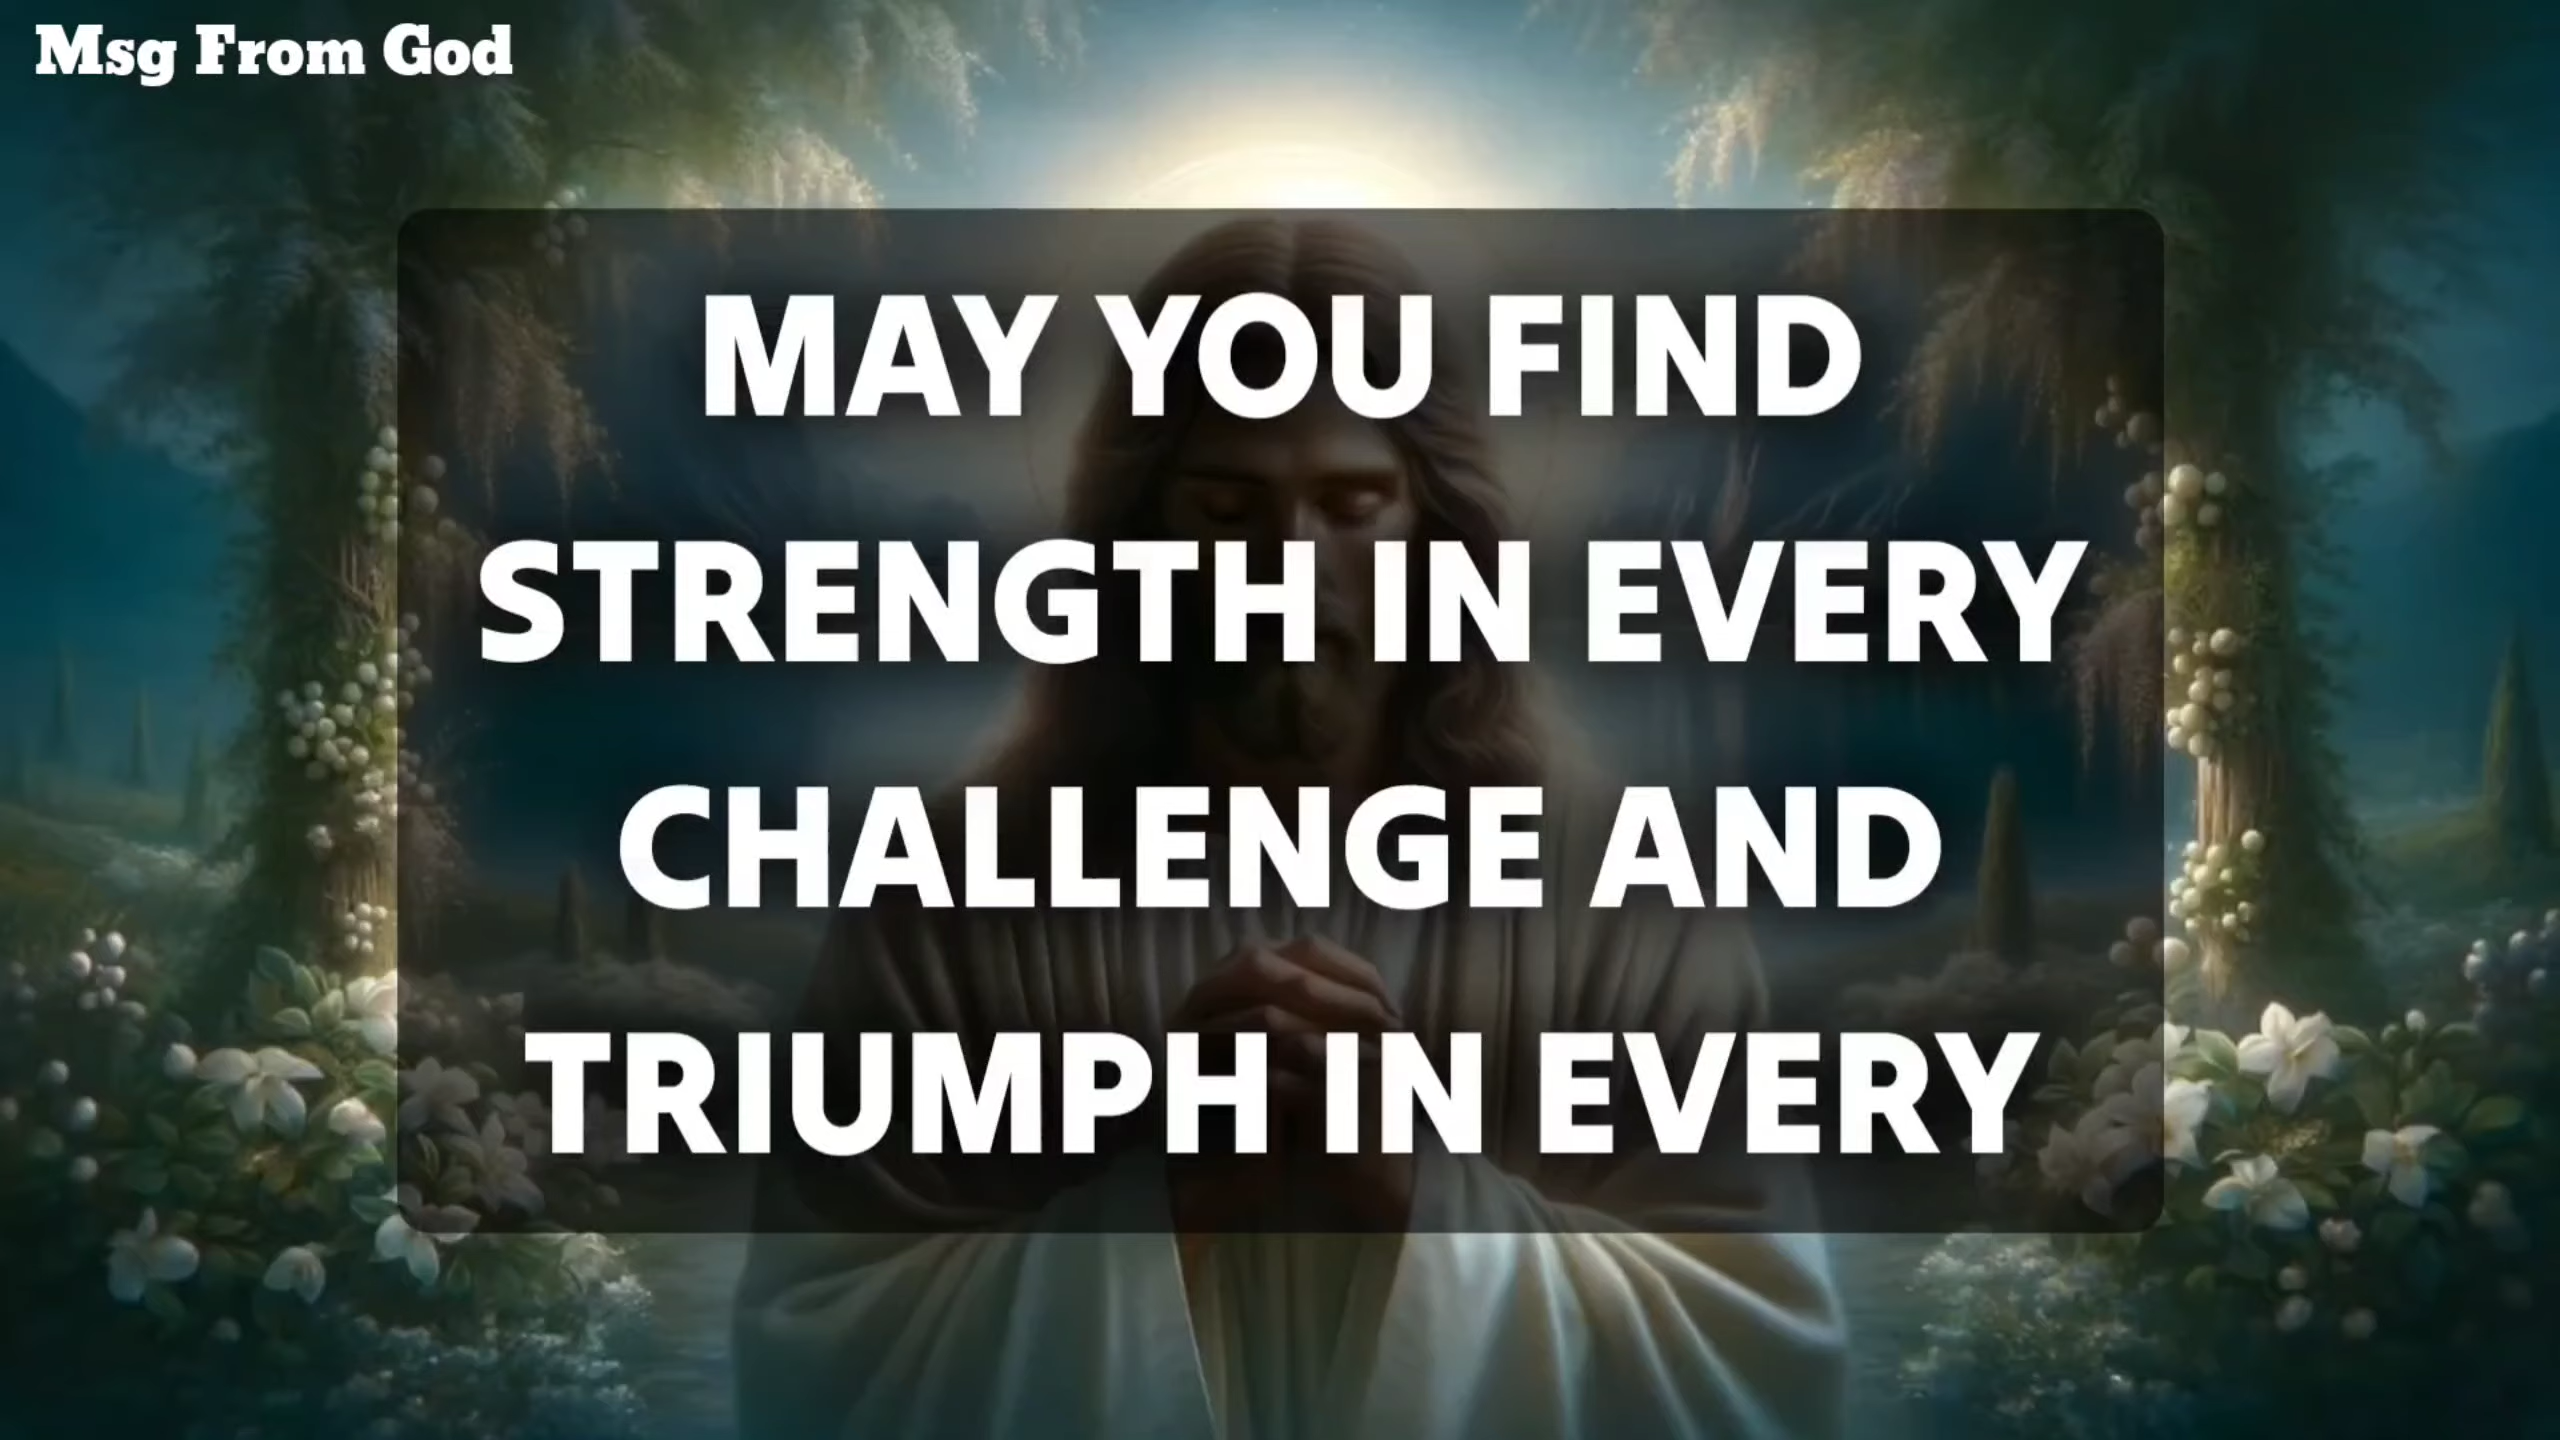 Msg From God
MAY YOU FIND
STRENGTH IN EVERY
CHALLENGE AND
TRIUMPH IN EVERY